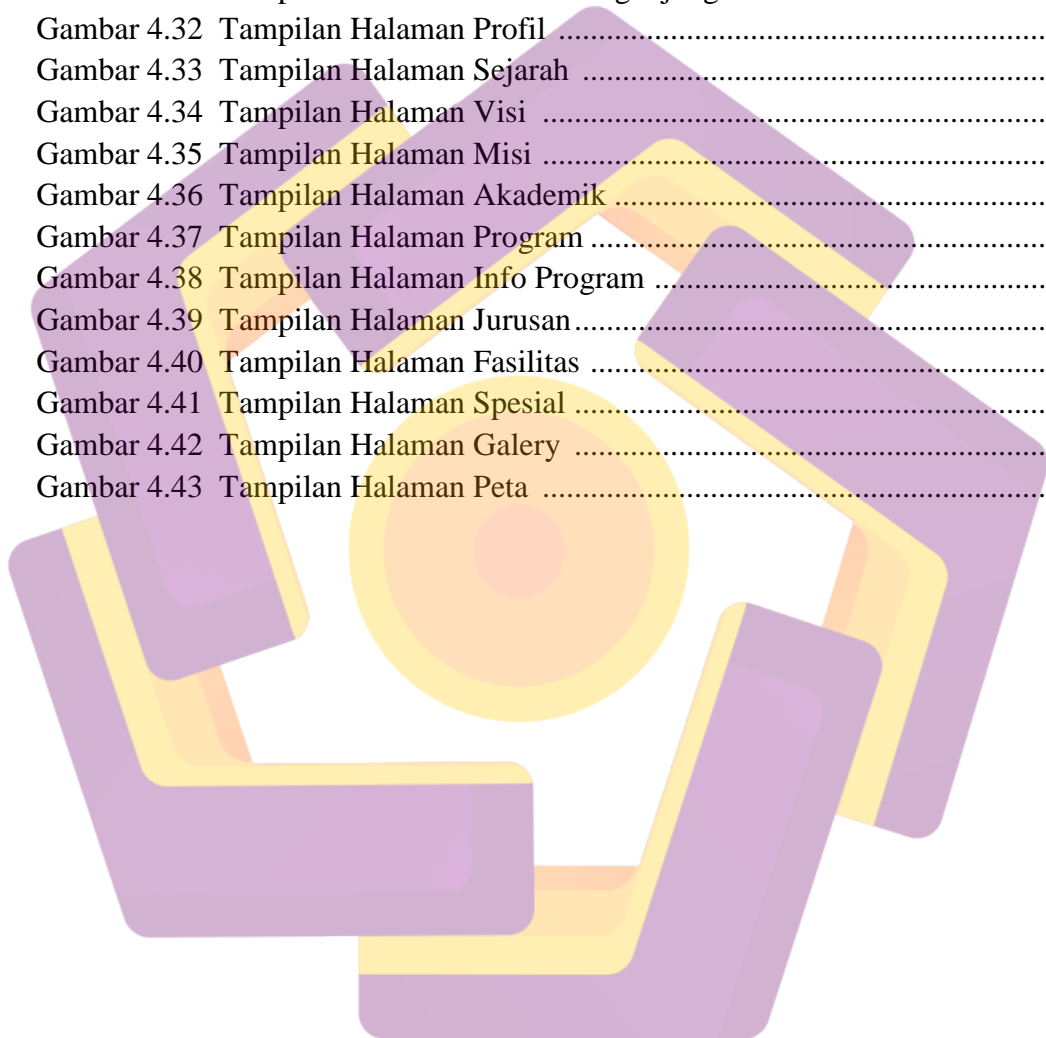 Gambar 4.32 Tampilan Halaman Profil ............................................................
Gambar 4.33 Tampilan Halaman Sejarah .........................................................
Gambar 4.34 Tampilan Halaman Visi ..............................................................
Gambar 4.35 Tampilan Halaman Misi ..............................................................
Gambar 4.36 Tampilan Halaman Akademik .....................................................
Gambar 4.37 Tampilan Halaman Program ........................................................
Gambar 4.38 Tampilan Halaman Info Program ................................................
Gambar 4.39 Tampilan Halaman Jurusan ..........................................................
Gambar 4.40 Tampilan Halaman Fasilitas ........................................................
Gambar 4.41 Tampilan Halaman Spesial ..........................................................
Gambar 4.42 Tampilan Halaman Galery ..........................................................
Gambar 4.43 Tampilan Halaman Peta ..............................................................